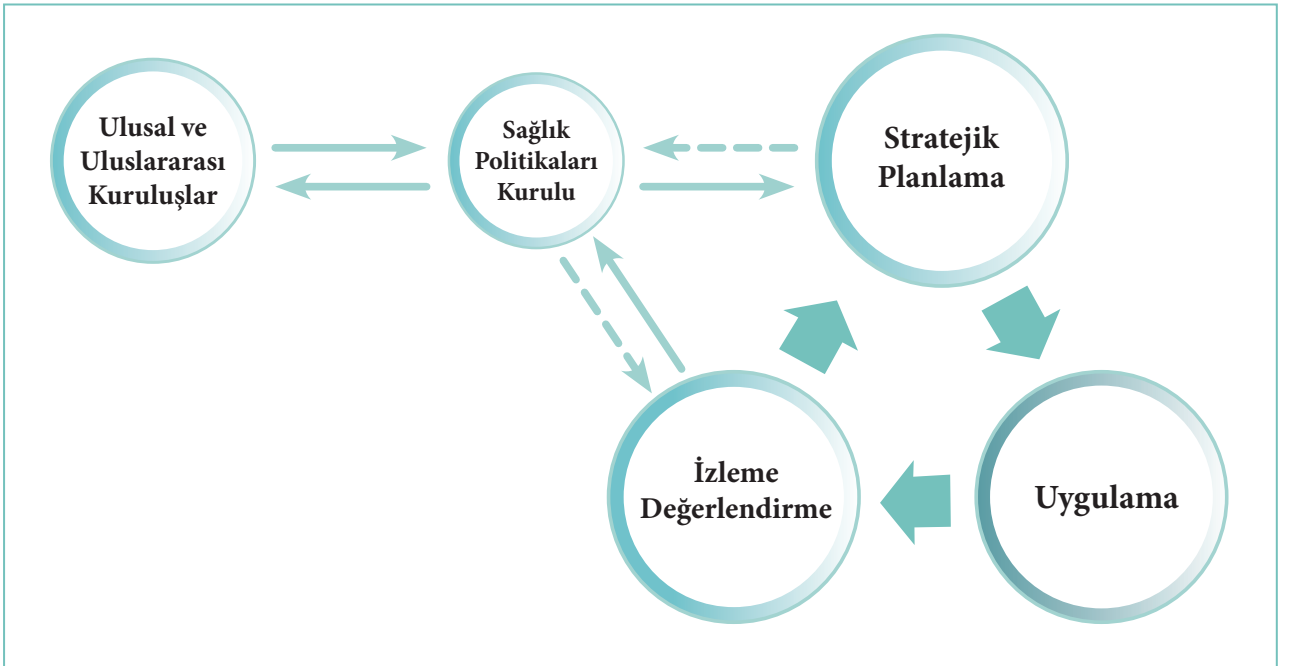 Ulusal ve
Uluslararası
Kuruluşlar
Sağlık
Politikaları
Kurulu
Stratejik
Planlama
İzleme
Değerlendirme
Uygulama